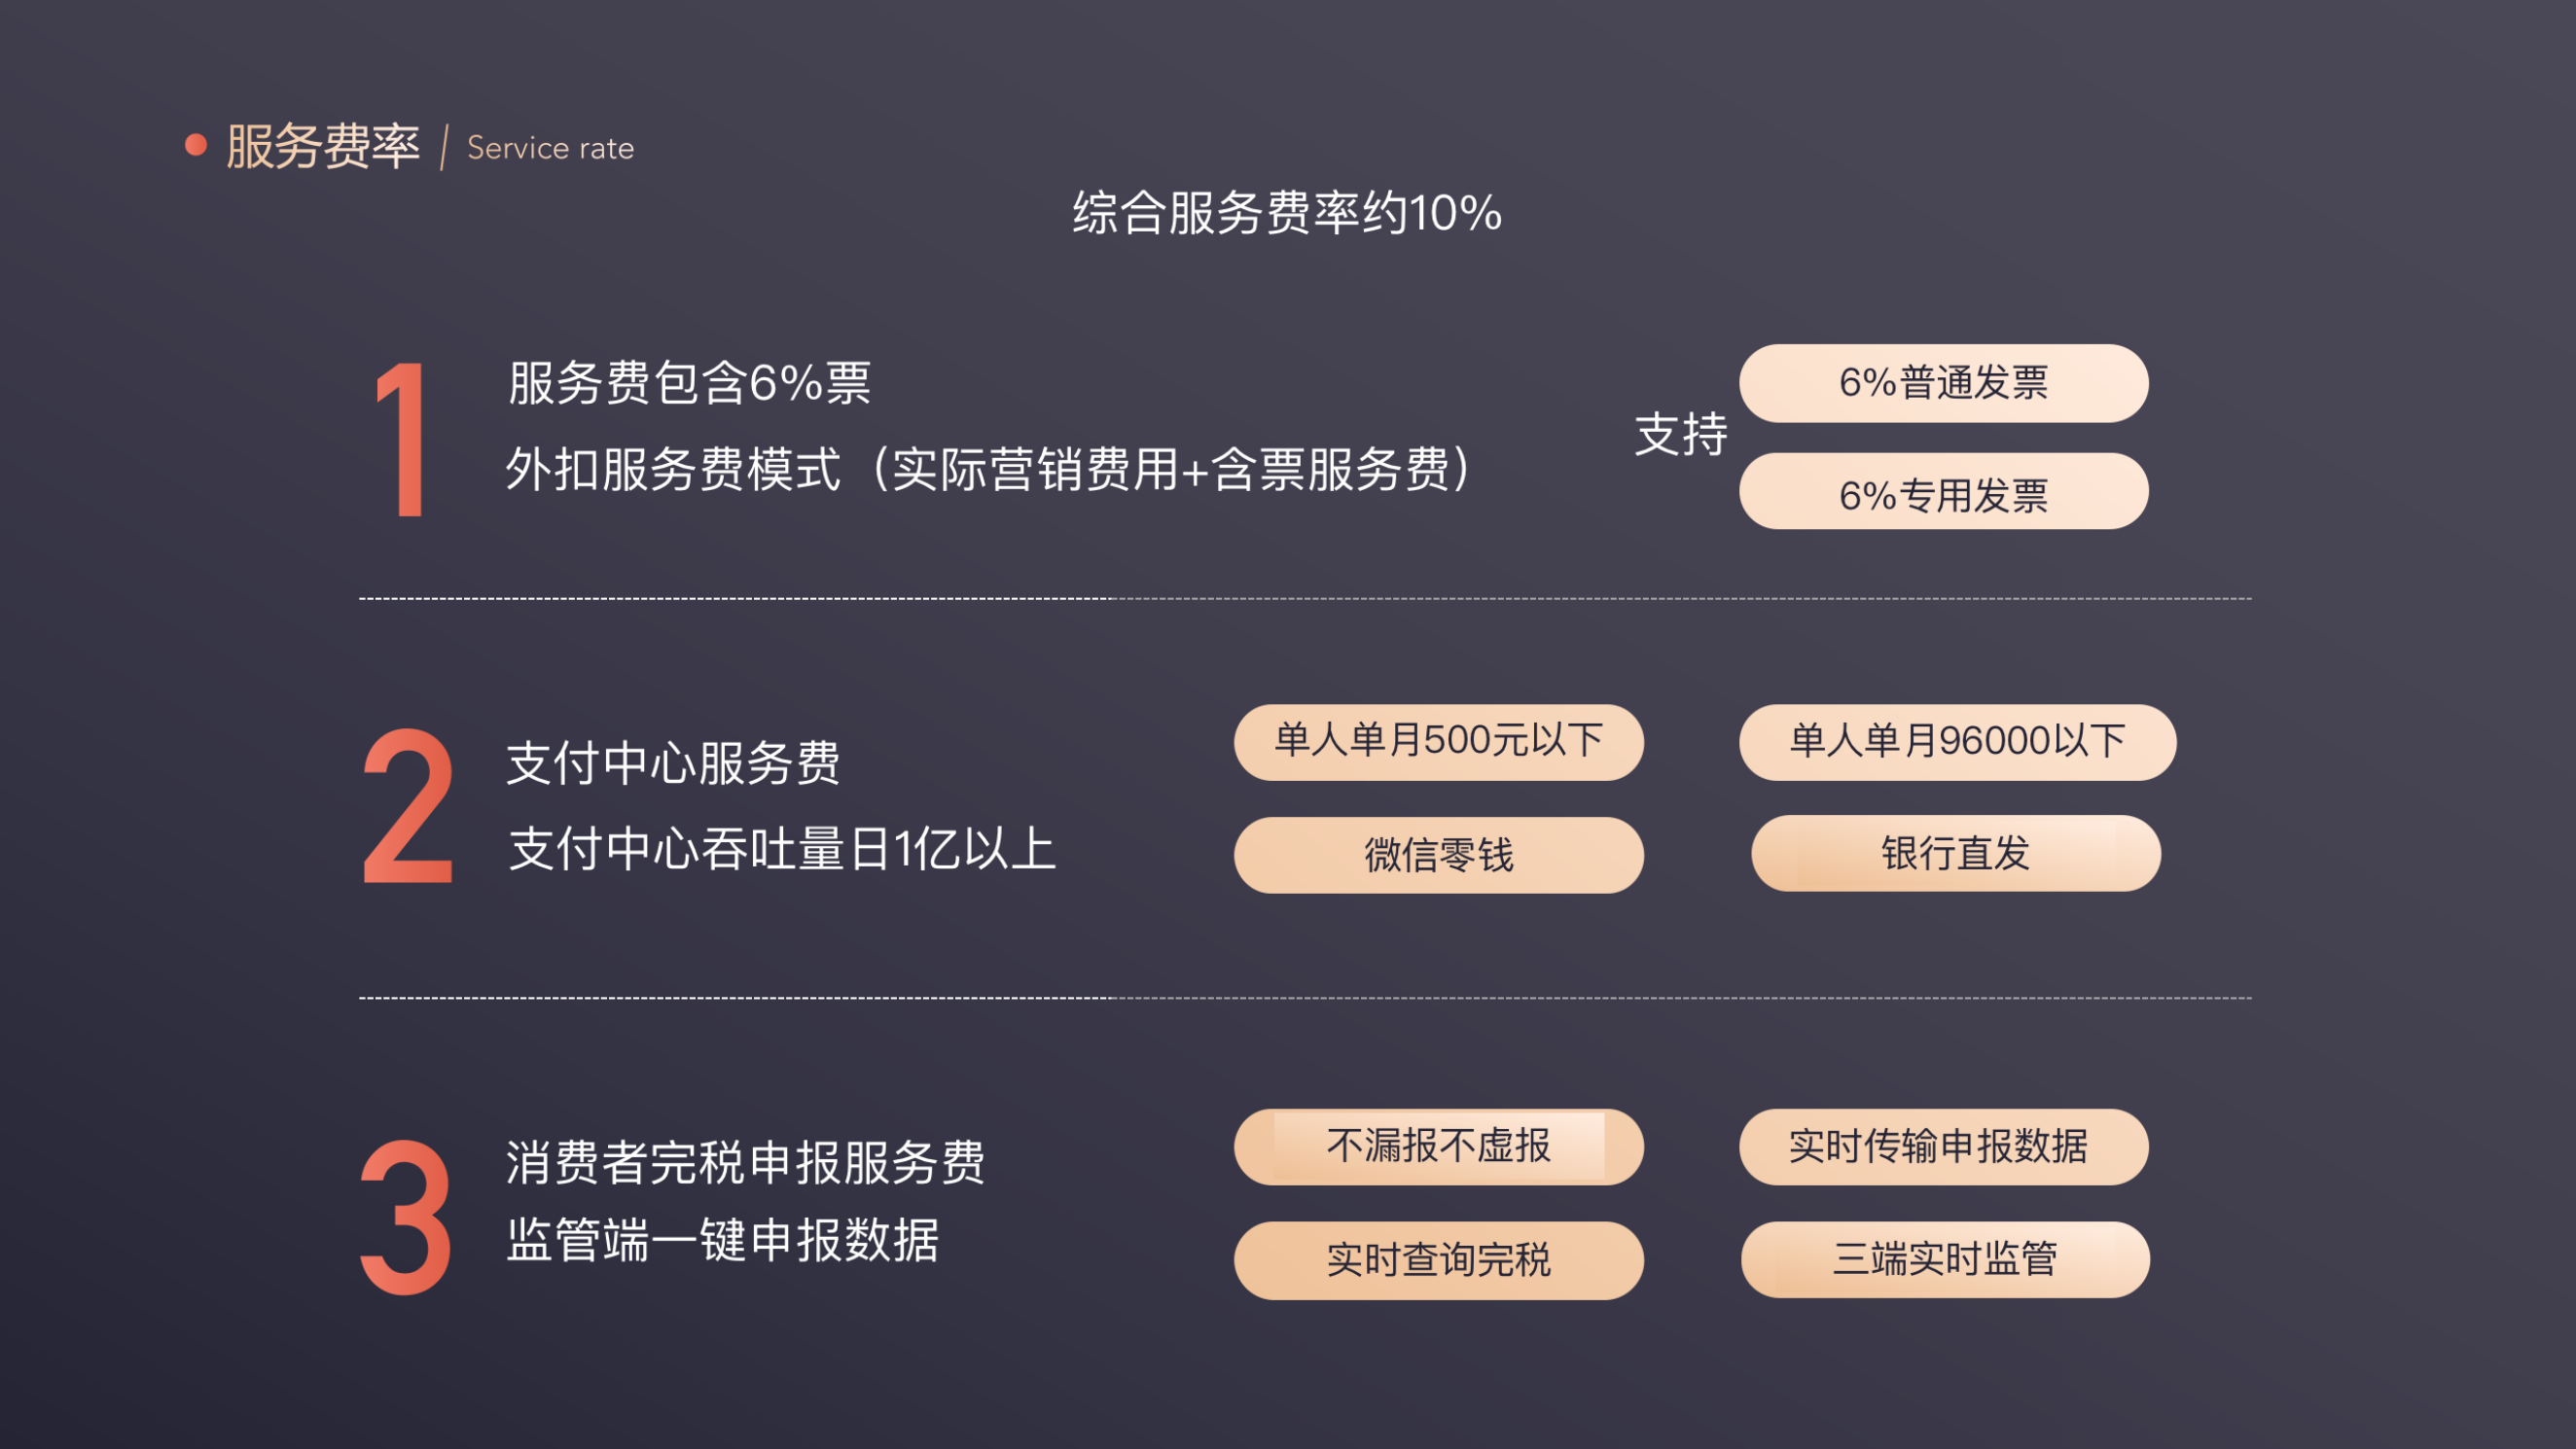 服务费率 / Service rate
综合服务费率约10%
1
服务费包含6%票
外扣服务费模式（实际营销费用+含票服务费）
支持
6%普通发票
6%专用发票
2
支付中心服务费
支付中心吞吐量日1亿以上
单人单月500元以下
单人单月96000以下
微信零钱
银行直发
3
消费者完税申报服务费
监管端一键申报数据
不漏报不虚报
实时传输申报数据
实时查询完税
三端实时监管